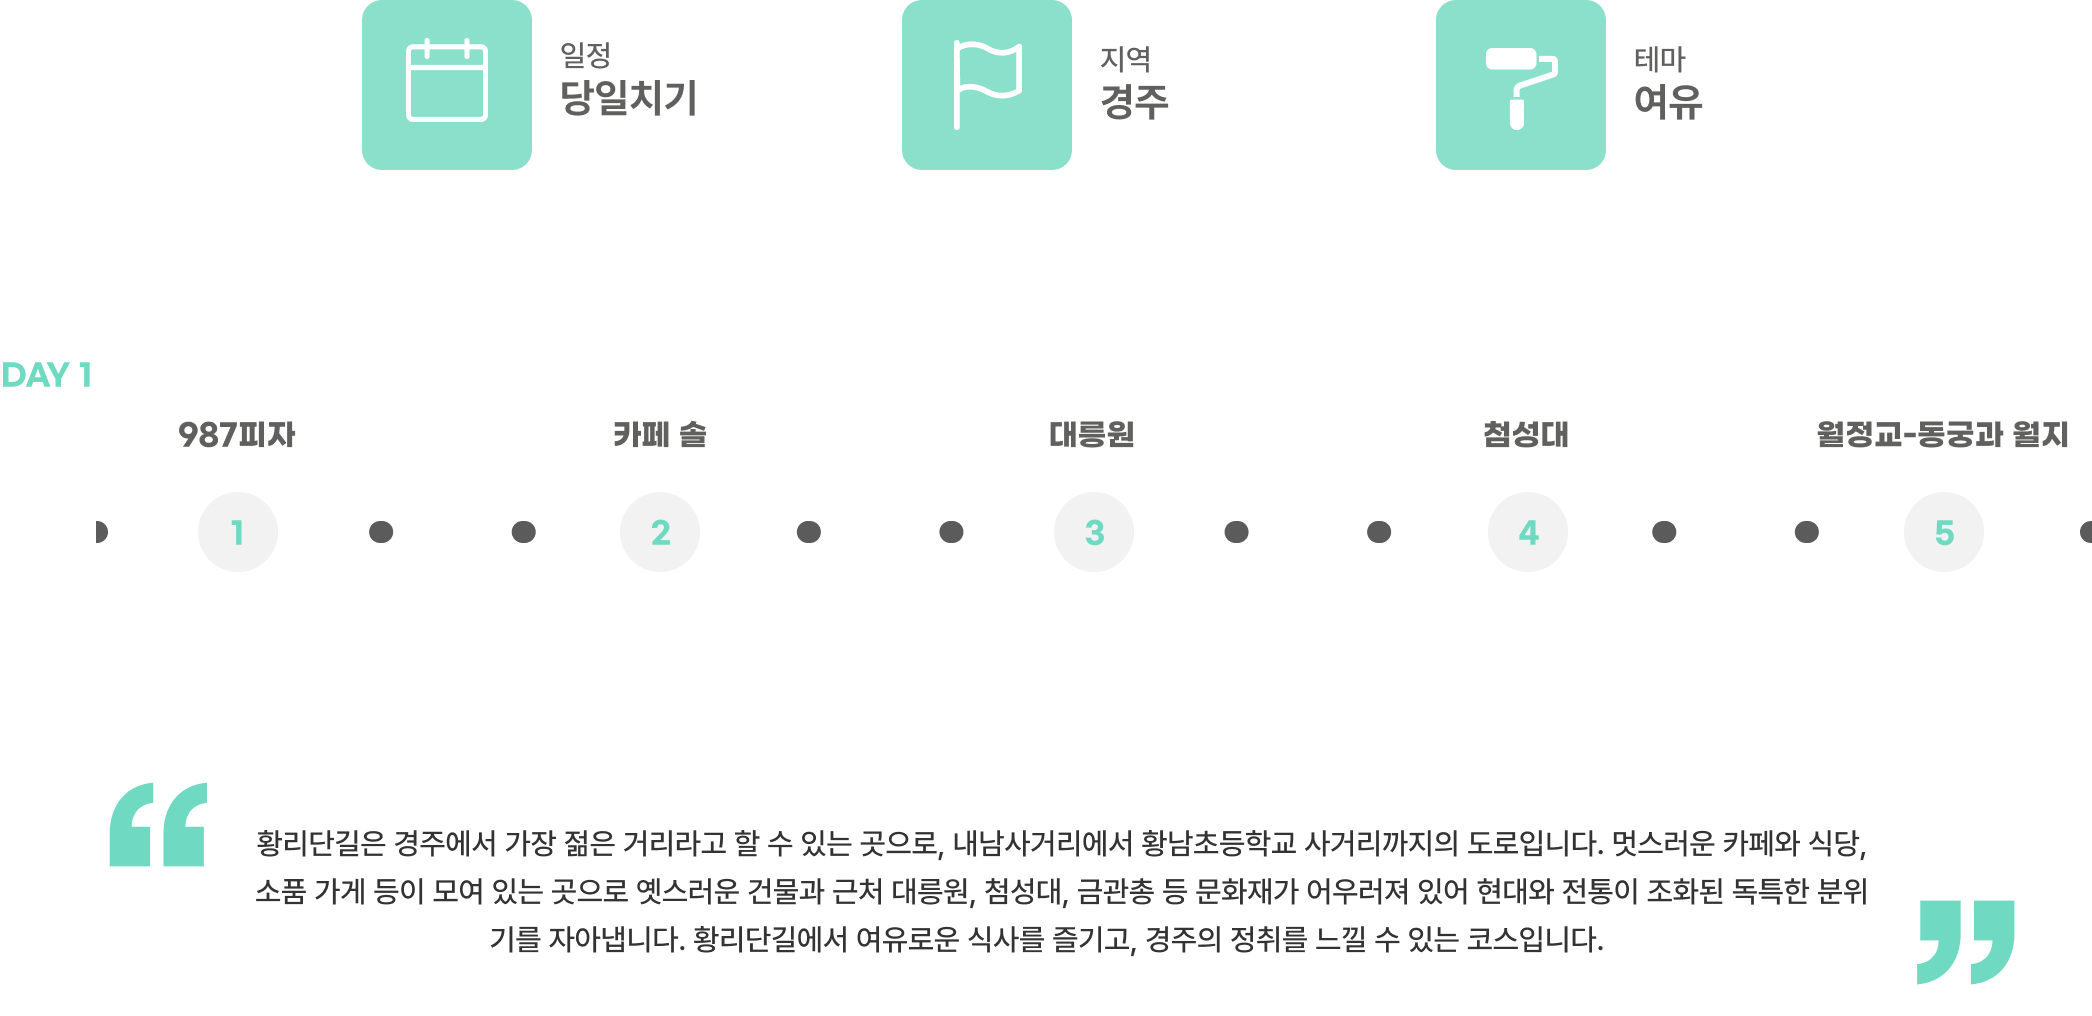 일정
당일치기
지역
경주
테마
여유
DAY 1
987피자
카페 솔
대릉원
첨성대
월정교-동궁과 월지
1
2
3
4
5
황리단길은 경주에서 가장 젊은 거리라고 할 수 있는 곳으로, 내남사거리에서 황남초등학교 사거리까지의 도로입니다. 멋스러운 카페와 식당,
소품 가게 등이 모여 있는 곳으로 옛스러운 건물과 근처 대릉원, 첨성대, 금관총 등 문화재가 어우러져 있어 현대와 전통이 조화된 독특한 분위
기를 자아냅니다. 황리단길에서 여유로운 식사를 즐기고, 경주의 정취를 느낄 수 있는 코스입니다.